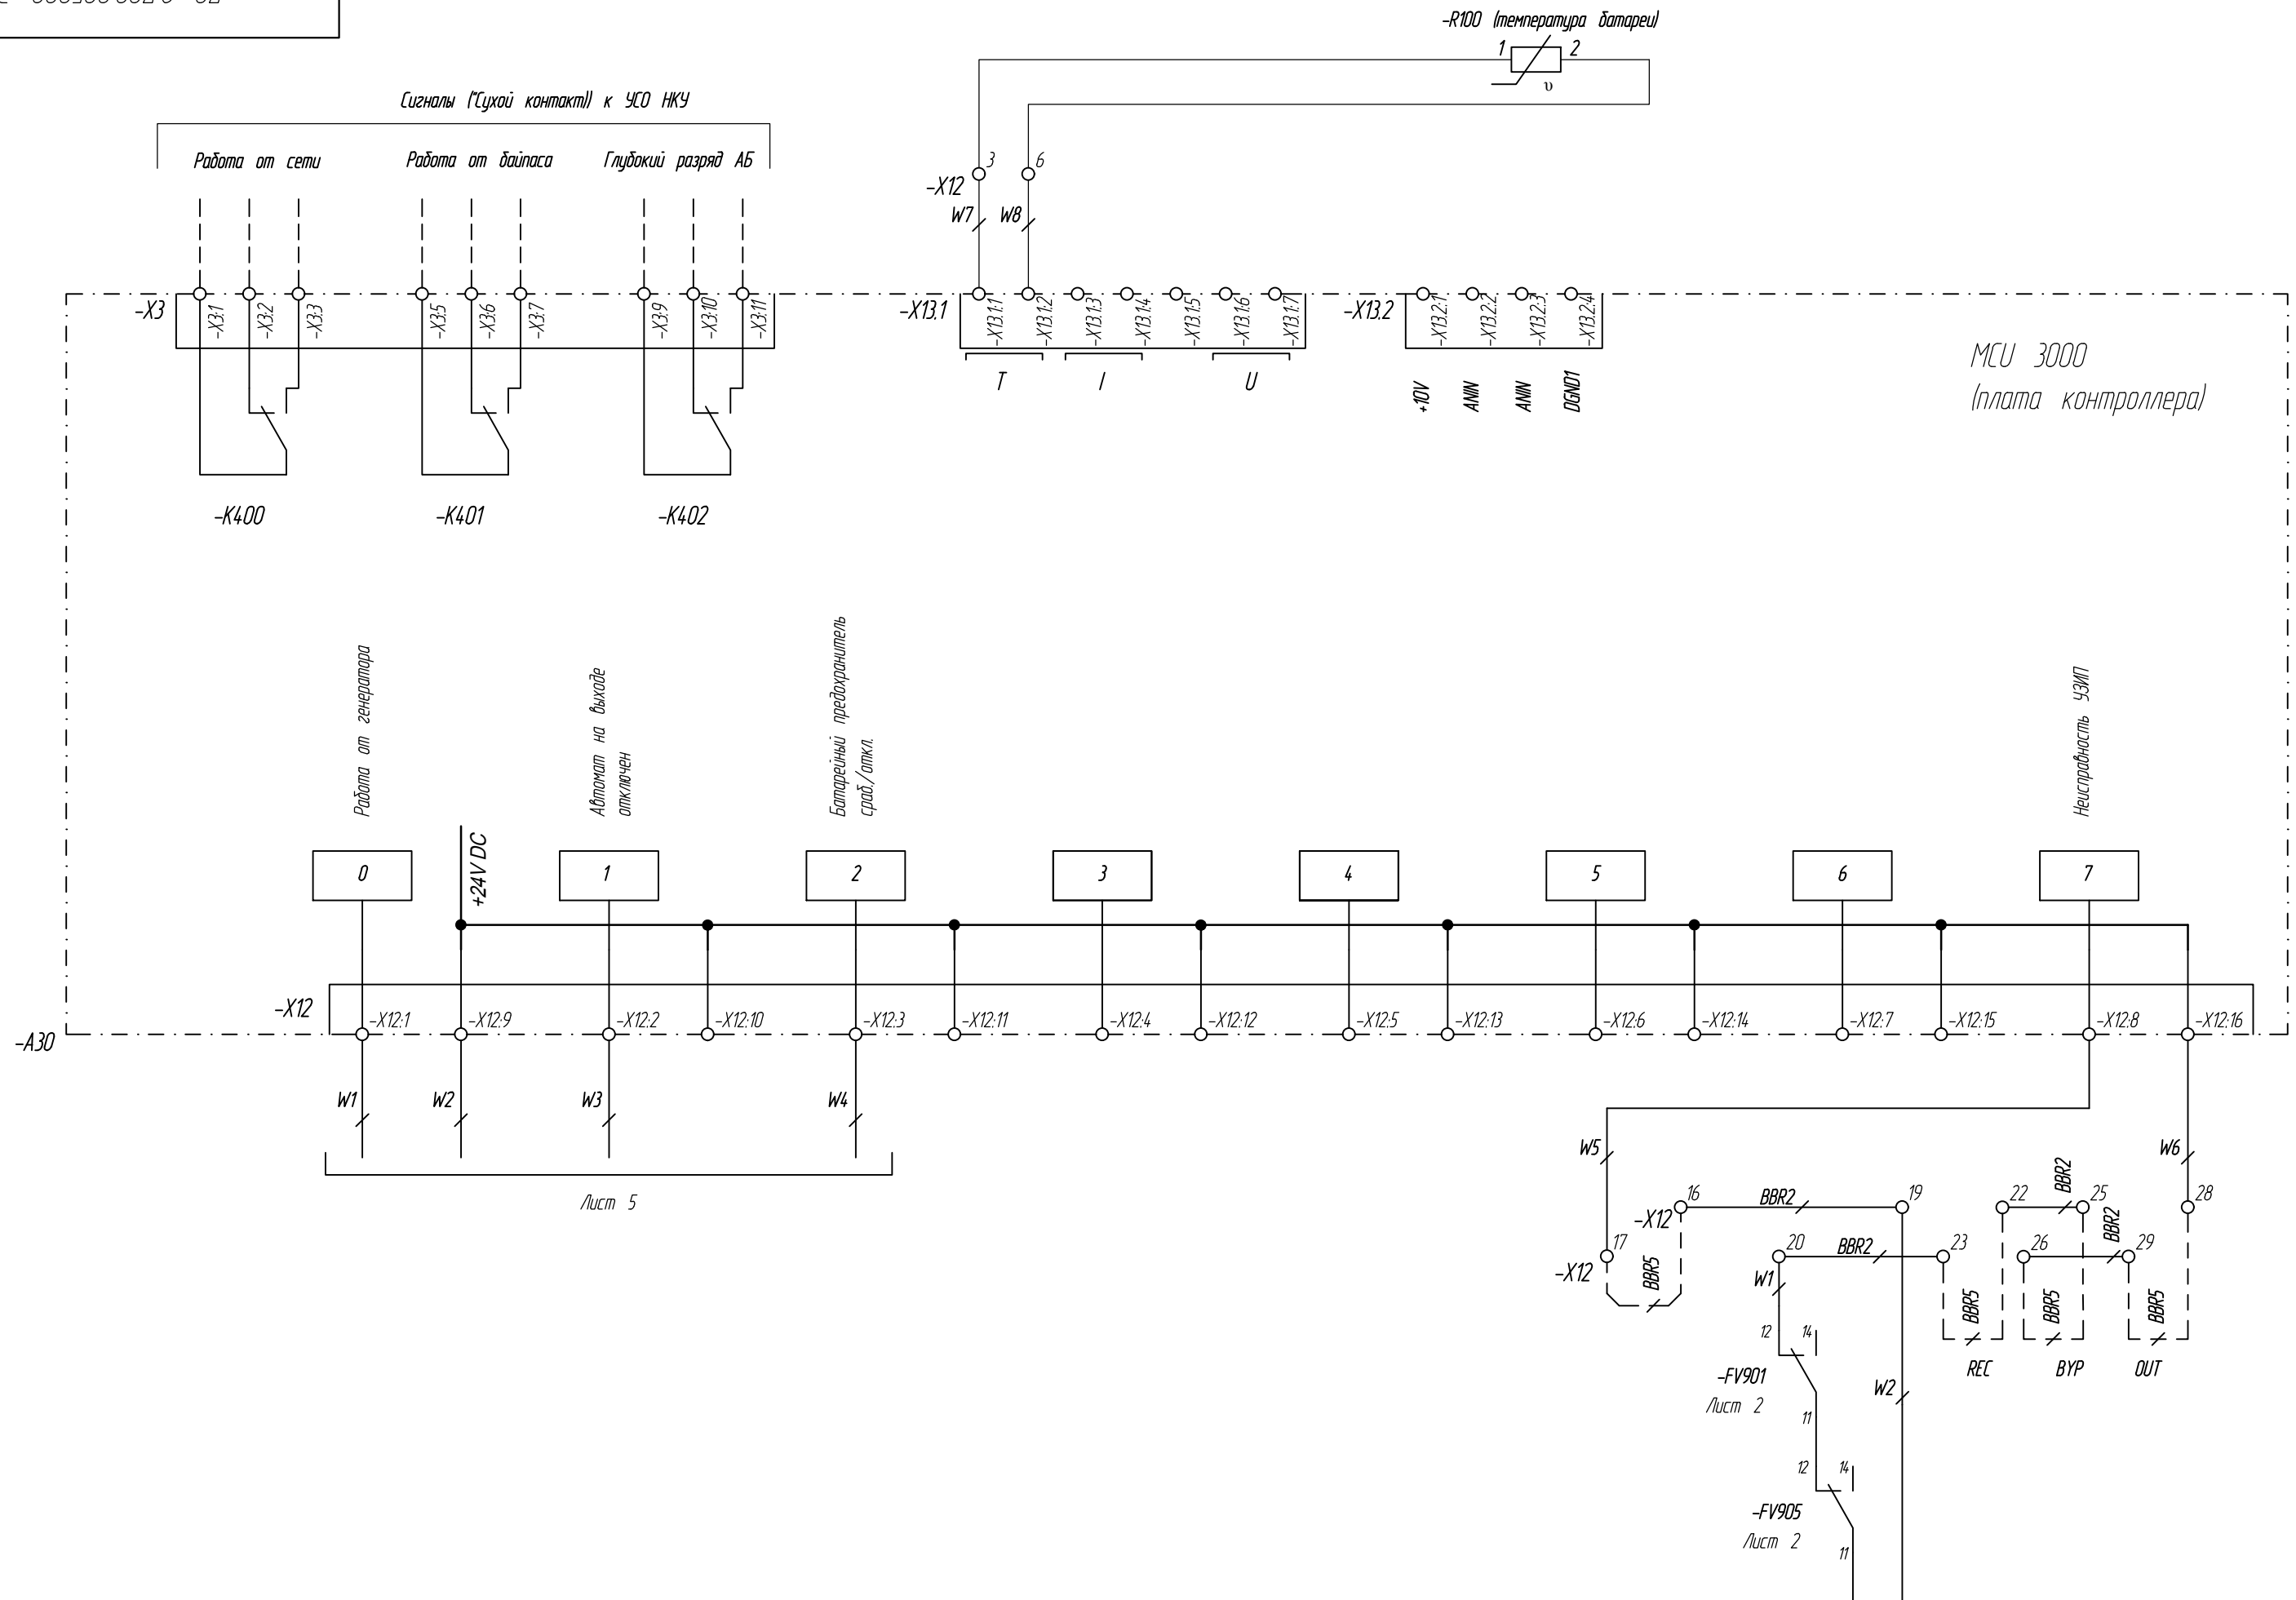 -R100 (температура батареи)
1
2
υ
Сигналы ("Сухой контакт)) к УСО НКУ
Работа от сети
Работа от байпаса
Глубокий разряд АБ
-X12
3
6
W7
W8
-X3
-X3:1
-X3:2
-X3:3
-X3:5
-X3:6
-X3:7
-X3:9
-X3:10
-X3:11
-X13.1
-X13.1:1
-X13.1:2
-X13.1:3
-X13.1:4
-X13.1:5
-X13.1:6
-X13.1:7
-X13.2
-X13.2:1
-X13.2:2
-X13.2:3
-X13.2:4
T
I
U
+10V
ANIN
ANIN
DGND1
MCU 3000
(плата контроллера)
-K400
-K401
-K402
Работа от генератора
Автомат на выходе
отключен
Батарейный предохранитель
сраб./откл.
Неисправность УЗИП
0
+24V DC
1
2
3
4
5
6
7
-X12
-X12:1
-X12:9
-X12:2
-X12:10
-X12:3
-X12:11
-X12:4
-X12:12
-X12:5
-X12:13
-X12:6
-X12:14
-X12:7
-X12:15
-X12:8
-X12:16
-A30
W1
W2
W3
W4
Лист 5
W5
W6
-X12
16
BBR2
19
22
BBR2
25
28
-X12
17
BBR5
20
BBR2
23
26
BBR2
29
W1
BBR5
BBR5
BBR5
REC
BYP
OUT
12
14
-FV901
Лист 2
11
W2
12
14
-FV905
Лист 2
11